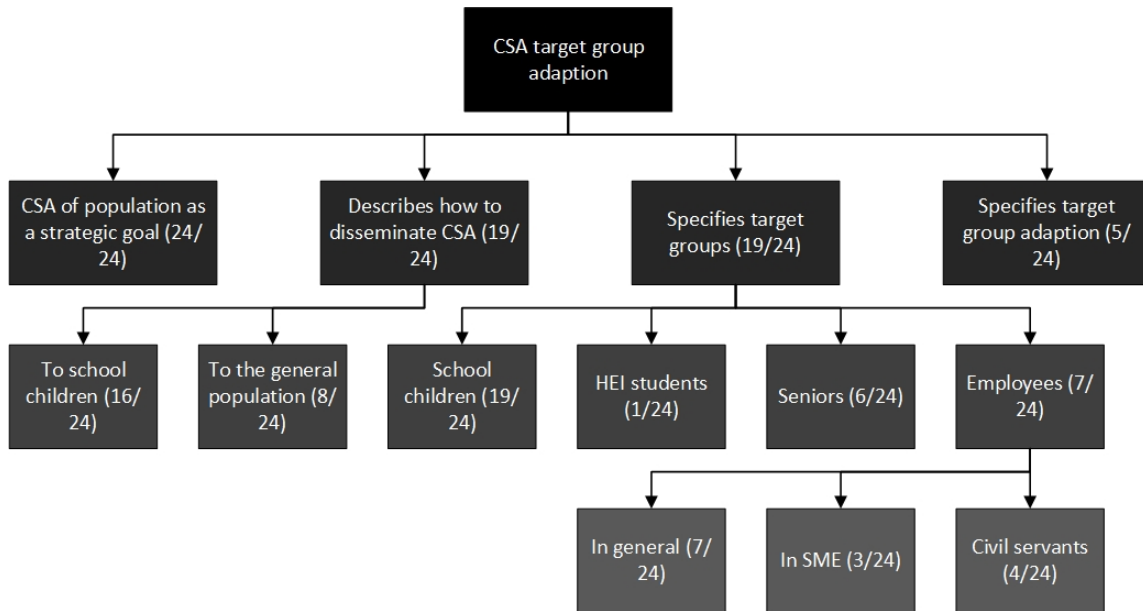 CSA target group
adaption
CSA of population as
a strategic goal (24/
24)
Describes how to
disseminate CSA (19/
24)
Specifies target
groups (19/24)
Specifies target
group adaption (5/
24)
To school
children (16/
24)
To the general
population (8/
24)
School
children (19/
24)
HEI students
(1/24)
Seniors (6/24)
Employees (7/
24)
In general (7/
24)
In SME (3/24)
Civil servants
(4/24)